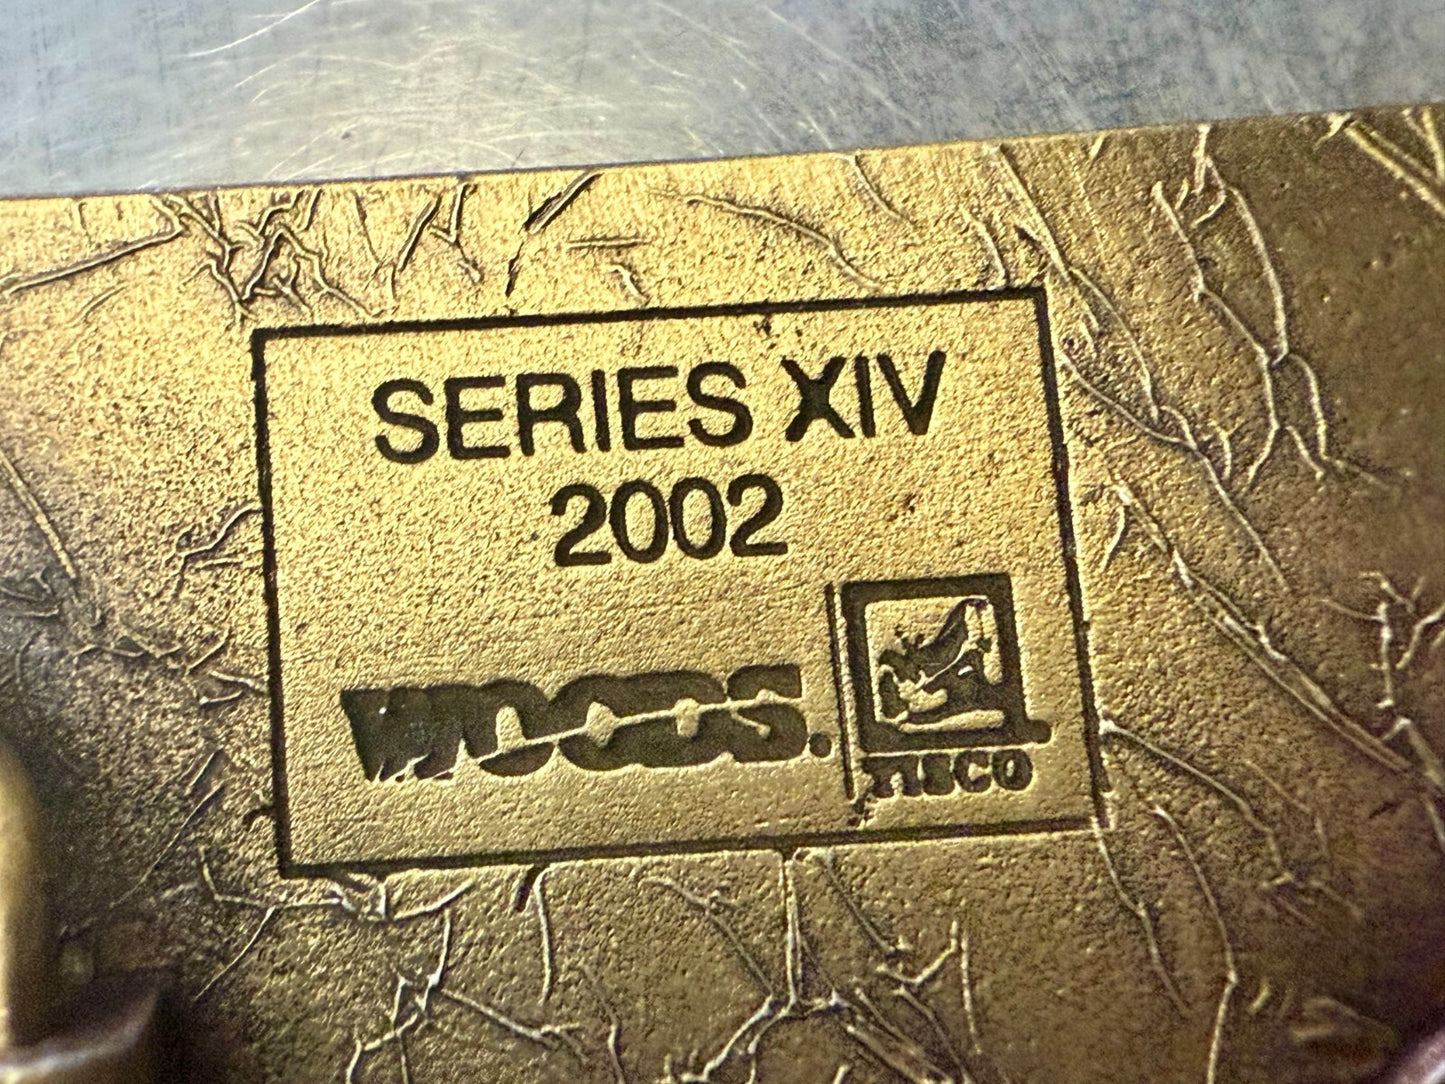 SERIES XIV
2002
WOODS.
TISCO